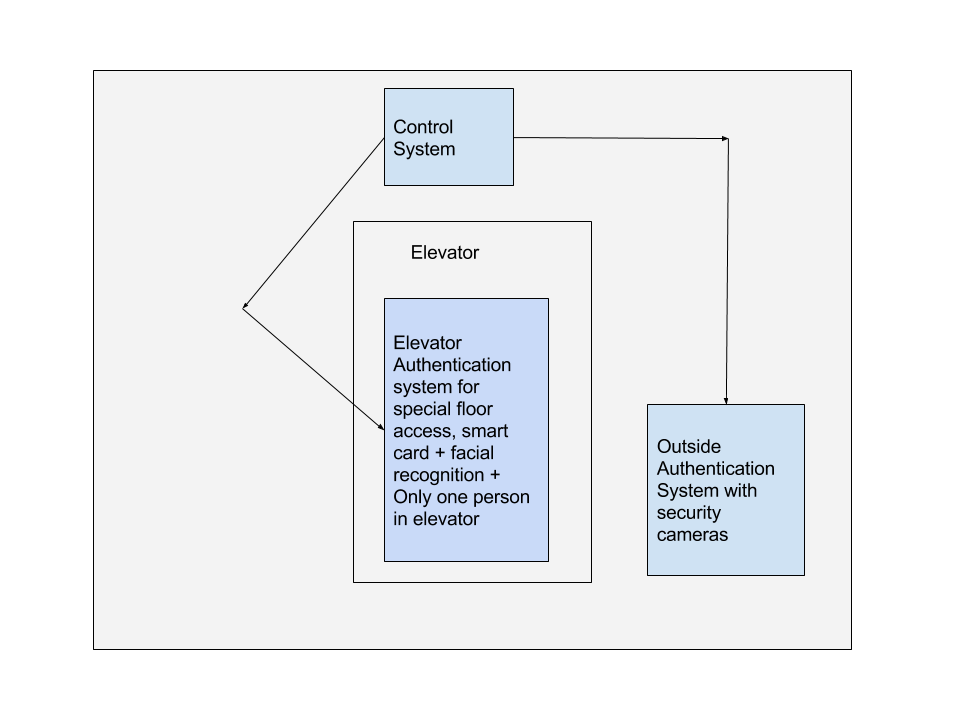 Control
System
Elevator
Elevator
Authentication
system for
special floor
access, smart
card + facial
recognition +
Only one person
in elevator
Outside
Authentication
System with
security
cameras